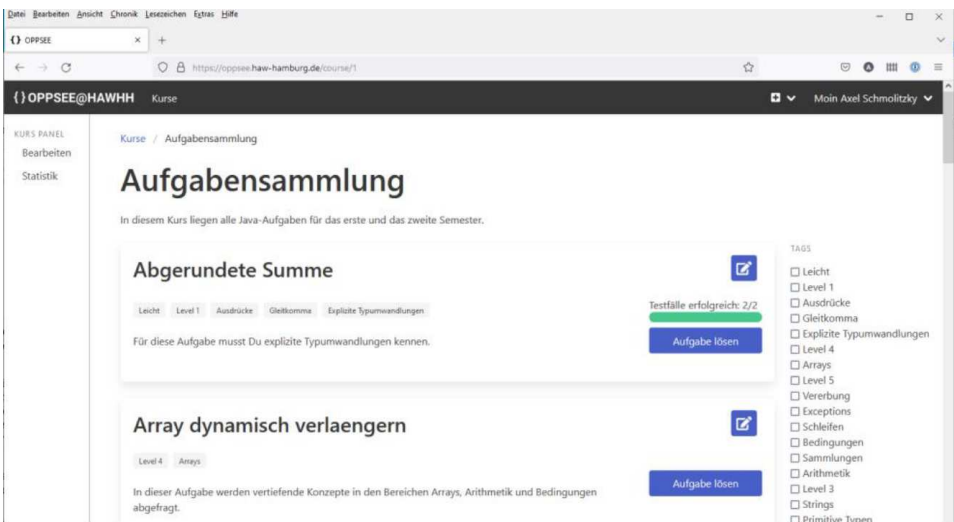 Datei Bearbeiten Ansicht Chronik Lesezeichen Extras Hilfe
{} OPPSEE
https://oppsee.haw-hamburg.de/course/1
{} OPPSEE@HAWHH Kurse Moin Axel Schmolitzky
KURS PANEL
Bearbeiten
Statistik
Kurse / Aufgabensammlung
Aufgabensammlung
In diesem Kurs liegen alle Java-Aufgaben für das erste und das zweite Semester.
Abgerundete Summe
Leicht Level 1 Ausdrücke Gleitkomma Explizite Typumwandlungen
Für diese Aufgabe musst Du explizite Typumwandlungen kennen.
Testfälle erfolgreich: 2/2
Aufgabe lösen
Array dynamisch verlaengern
Level 4 Arrays
In dieser Aufgabe werden vertiefende Konzepte in den Bereichen Arrays, Arithmetik und Bedingungen
abgefragt.
Aufgabe lösen
TAGS
Leicht
Level 1
Ausdrücke
Gleitkomma
Explizite Typumwandlungen
Level 4
Arrays
Level 5
Vererbung
Exceptions
Schleifen
Bedingungen
Sammlungen
Arithmetik
Level 3
Strings
Primitive Typen